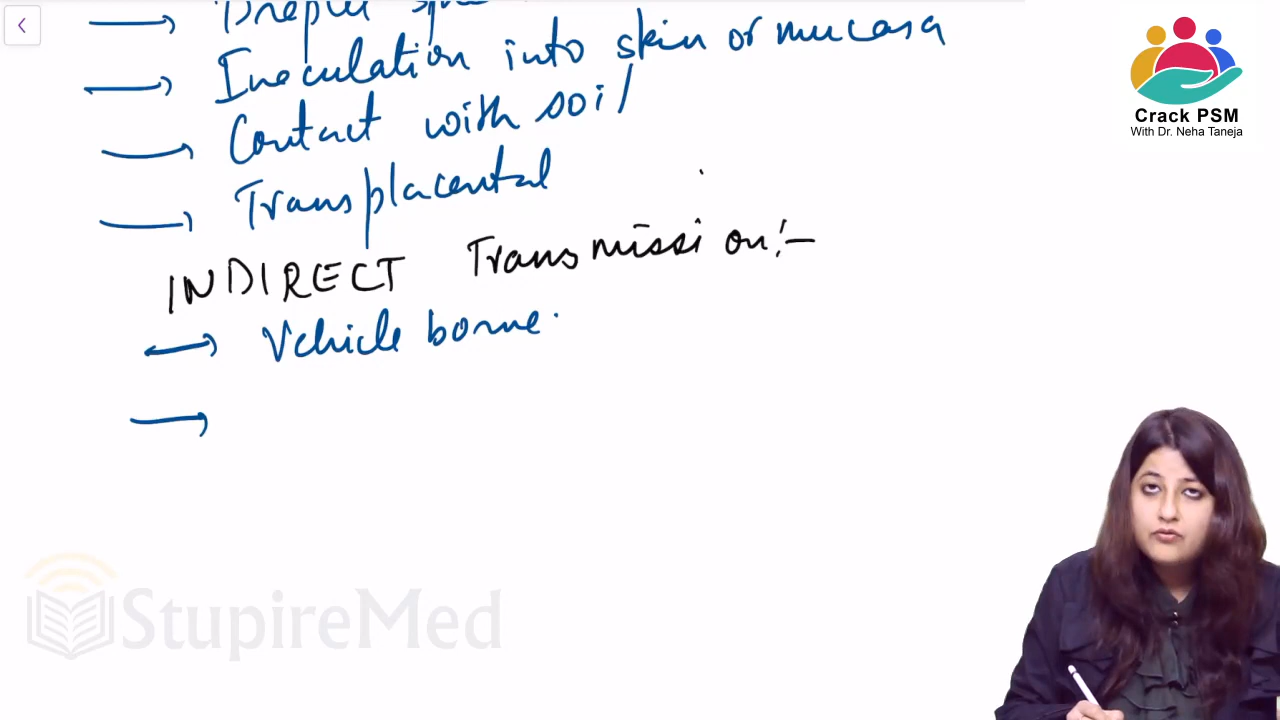 Droplet
Inoculation into skin or mucosa
Contact with soil
Transplacental
INDIRECT Transmission:-
Vehicle borne.
Crack PSM
With Dr. Neha Taneja
StupireMed